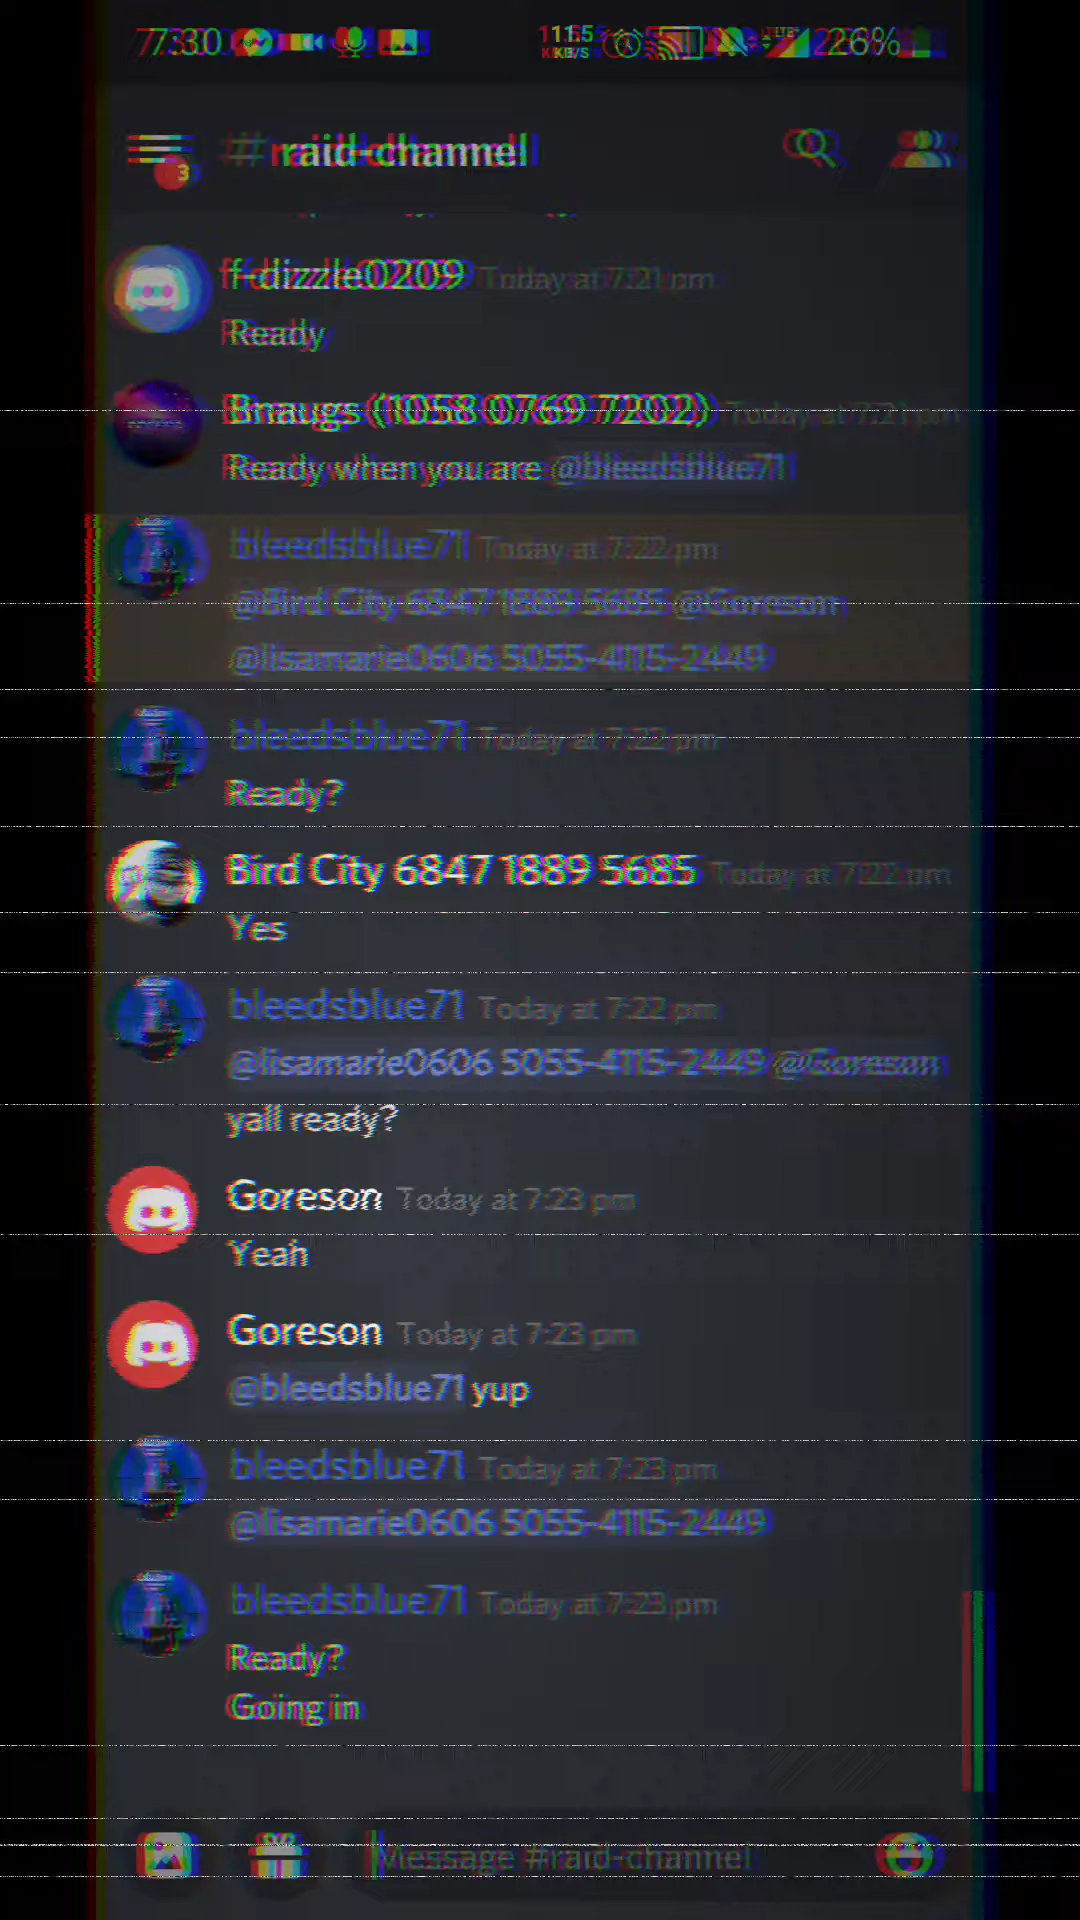 7:30 111.5 KB/S LTE 26%
3
# raid-channel
ff-dizzle0209 Today at 7:21 pm
Ready
Bnaugs (1058 0769 7202) Today at 7:21 pm
Ready when you are @bleedsblue71
bleedsblue71 Today at 7:22 pm
@Bird City 6847 1889 5685 @Goreson
@lisamarie0606 5055-4115-2449
bleedsblue71 Today at 7:22 pm
Ready?
Bird City 6847 1889 5685 Today at 7:22 pm
Yes
bleedsblue71 Today at 7:22 pm
@lisamarie0606 5055-4115-2449 @Goreson
yall ready?
Goreson Today at 7:23 pm
Yeah
Goreson Today at 7:23 pm
@bleedsblue71 yup
bleedsblue71 Today at 7:23 pm
@lisamarie0606 5055-4115-2449
bleedsblue71 Today at 7:23 pm
Ready?
Going in
Message #raid-channel